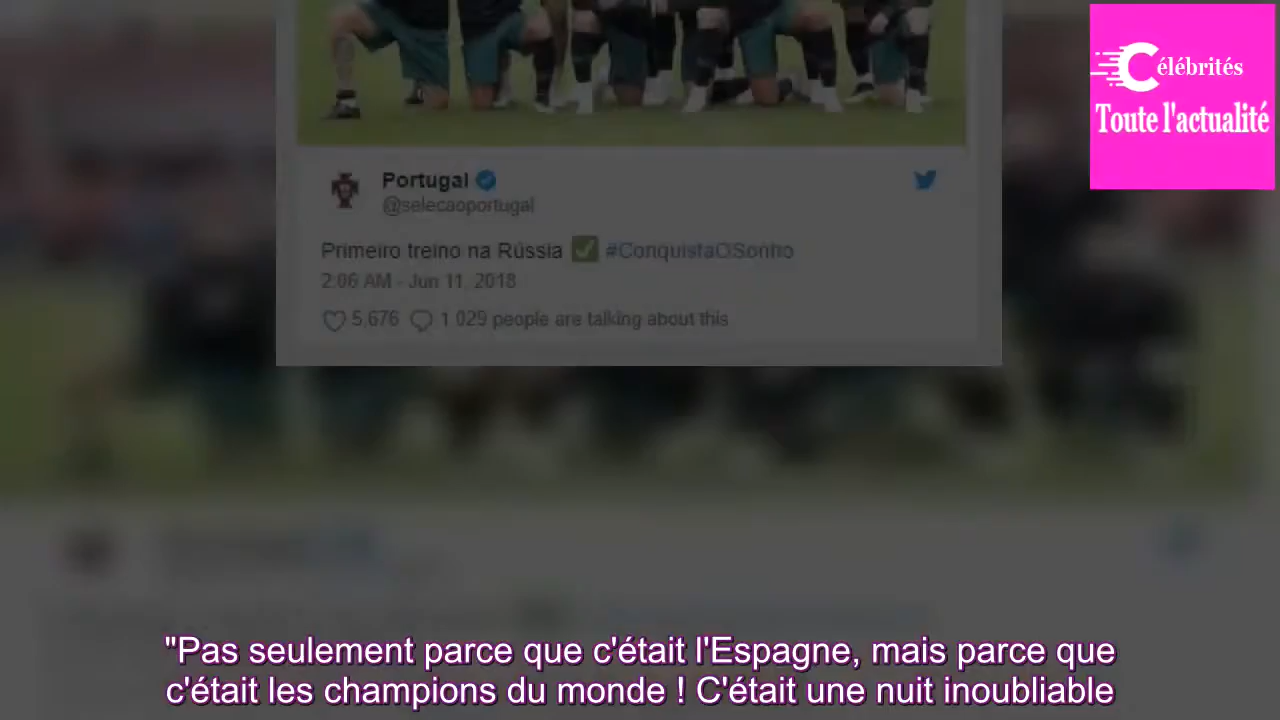 Célébrités
Toute l'actualité
Portugal
@selecaoportugal
Primeiro treino na Rússia ✅ #ConquistaOSonho
2:06 AM - Jun 11, 2018
5,676 1 029 people are talking about this
"Pas seulement parce que c'était l'Espagne, mais parce que
c'était les champions du monde ! C'était une nuit inoubliable